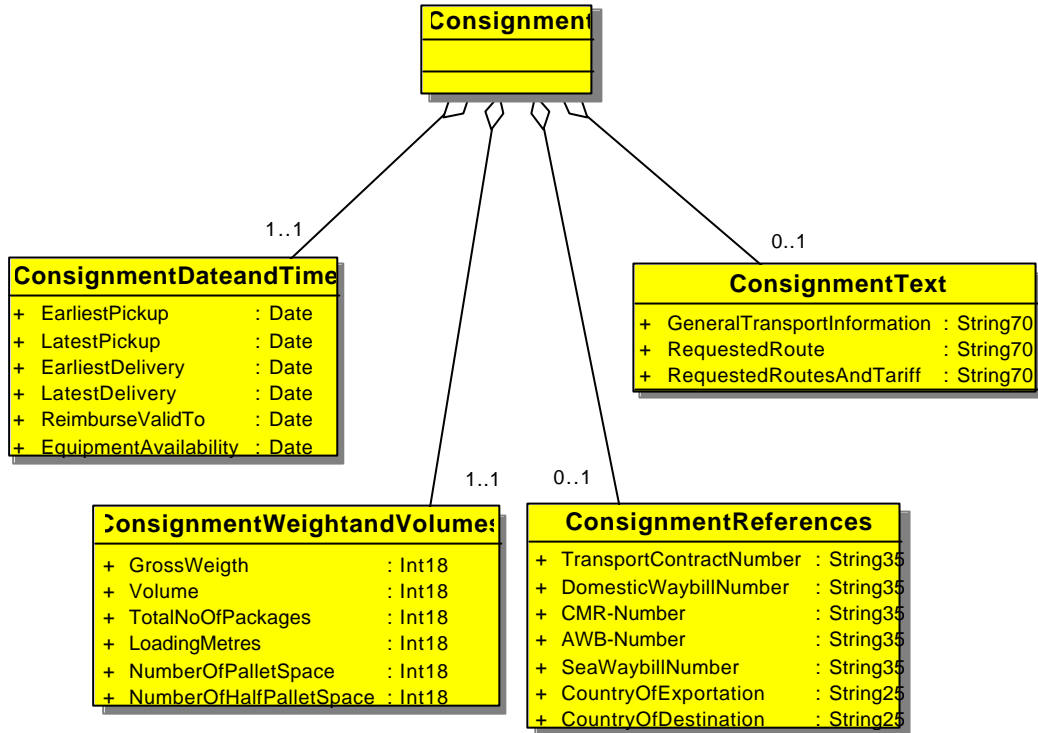 Consignment
1..1
0..1
ConsignmentDateandTime
+ EarliestPickup : Date
+ LatestPickup : Date
+ EarliestDelivery : Date
+ LatestDelivery : Date
+ ReimburseValidTo : Date
+ EquipmentAvailability : Date
ConsignmentText
+ GeneralTransportInformation : String70
+ RequestedRoute : String70
+ RequestedRoutesAndTariff : String70
1..1
0..1
ConsignmentWeightandVolumes
+ GrossWeigth : Int18
+ Volume : Int18
+ TotalNoOfPackages : Int18
+ LoadingMetres : Int18
+ NumberOfPalletSpace : Int18
+ NumberOfHalfPalletSpace : Int18
ConsignmentReferences
+ TransportContractNumber : String35
+ DomesticWaybillNumber : String35
+ CMR-Number : String35
+ AWB-Number : String35
+ SeaWaybillNumber : String35
+ CountryOfExportation : String25
+ CountryOfDestination : String25